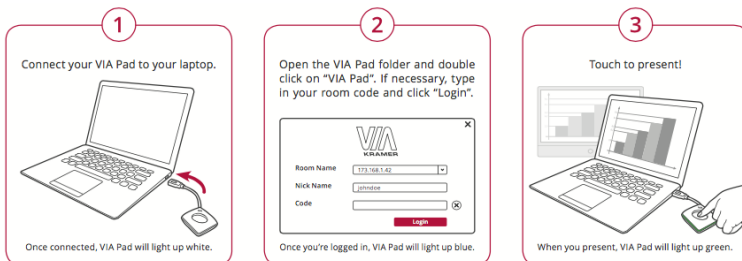 1
Connect your VIA Pad to your laptop.
Once connected, VIA Pad will light up white.
2
Open the VIA Pad folder and double
click on “VIA Pad”. If necessary, type
in your room code and click “Login”.
X
VIA
KRAMER
Room Name 173.168.1.42
Nick Name johndoe
Code
Login
Once you’re logged in, VIA Pad will light up blue.
3
Touch to present!
When you present, VIA Pad will light up green.